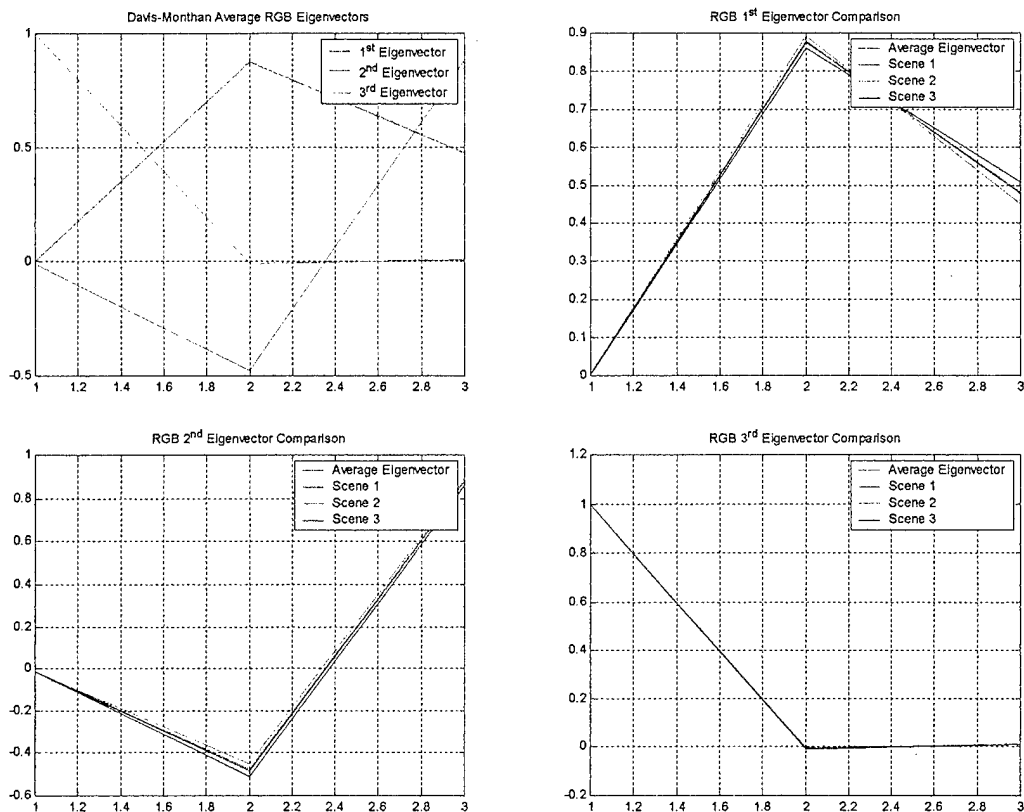 Davis-Monthan Average RGB Eigenvectors
1
0.5
0
-0.5
1st Eigenvector
2nd Eigenvector
3rd Eigenvector
1 1.2 1.4 1.6 1.8 2 2.2 2.4 2.6 2.8 3
RGB 1st Eigenvector Comparison
0.9
0.8
0.7
0.6
0.5
0.4
0.3
0.2
0.1
0
Average Eigenvector
Scene 1
Scene 2
Scene 3
1 1.2 1.4 1.6 1.8 2 2.2 2.4 2.6 2.8 3
RGB 2nd Eigenvector Comparison
1
0.8
0.6
0.4
0.2
0
-0.2
-0.4
-0.6
Average Eigenvector
Scene 1
Scene 2
Scene 3
1 1.2 1.4 1.6 1.8 2 2.2 2.4 2.6 2.8 3
RGB 3rd Eigenvector Comparison
1.2
1
0.8
0.6
0.4
0.2
0
-0.2
Average Eigenvector
Scene 1
Scene 2
Scene 3
1 1.2 1.4 1.6 1.8 2 2.2 2.4 2.6 2.8 3